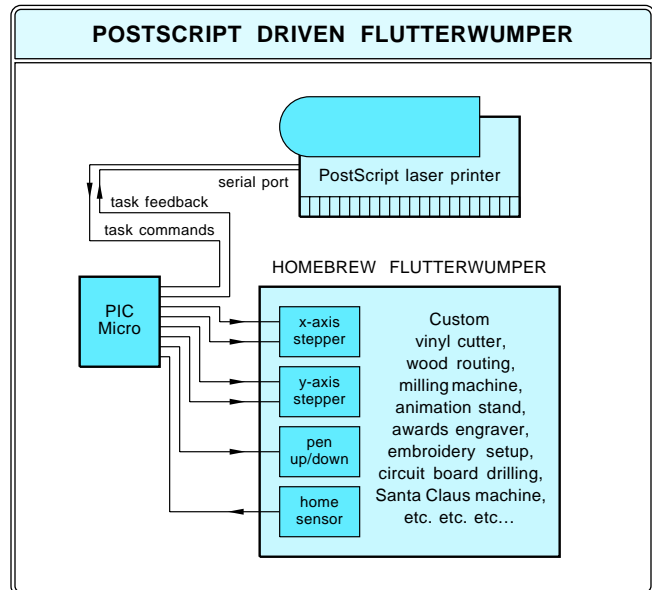 POSTSCRIPT DRIVEN FLUTTERWUMPER
PostScript laser printer
serial port
task feedback
task commands
HOMEBREW FLUTTERWUMPER
PIC
Micro
x-axis
stepper
y-axis
stepper
pen
up/down
home
sensor
Custom
vinyl cutter,
wood routing,
milling machine,
animation stand,
awards engraver,
embroidery setup,
circuit board drilling,
Santa Claus machine,
etc. etc. etc...